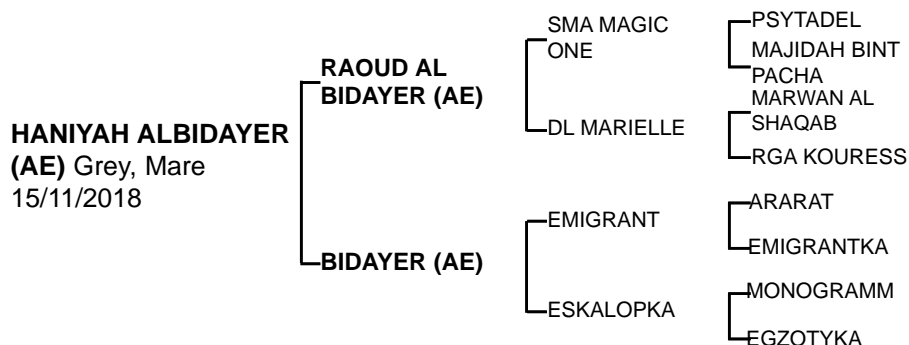 HANIYAH ALBIDAYER
(AE) Grey, Mare
15/11/2018
RAOUD AL
BIDAYER (AE)
BIDAYER (AE)
SMA MAGIC
ONE
DL MARIELLE
EMIGRANT
ESKALOPKA
PSYTADEL
MAJIDAH BINT
PACHA
MARWAN AL
SHAQAB
RGA KOURESS
ARARAT
EMIGRANTKA
MONOGRAMM
EGZOTYKA